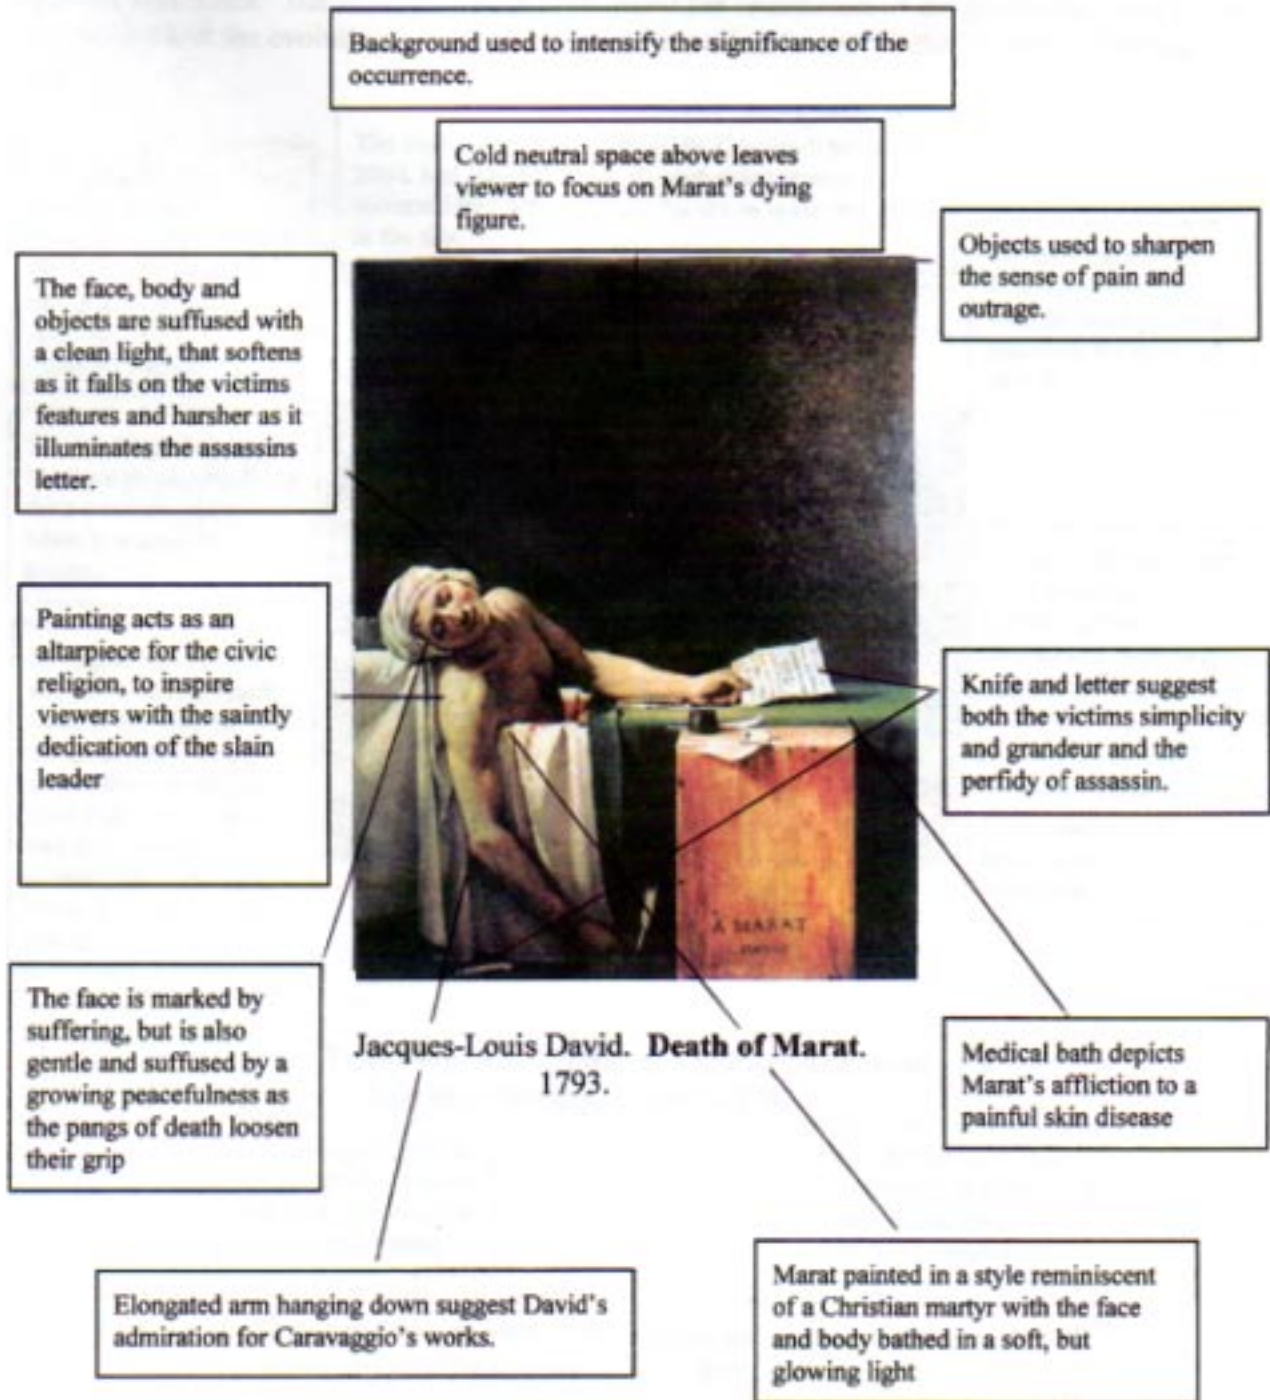 Background used to intensify the significance of the
occurrence.
Cold neutral space above leaves
viewer to focus on Marat's dying
figure.
Objects used to sharpen
the sense of pain and
outrage.
The face, body and
objects are suffused with
a clean light, that softens
as it falls on the victims
features and harsher as it
illuminates the assassins
letter.
Painting acts as an
altarpiece for the civic
religion, to inspire
viewers with the saintly
dedication of the slain
leader
Knife and letter suggest
both the victims simplicity
and grandeur and the
perfidy of assassin.
À MARAT
The face is marked by
suffering, but is also
gentle and suffused by a
growing peacefulness as
the pangs of death loosen
their grip
Jacques-Louis David. Death of Marat.
1793.
Medical bath depicts
Marat's affliction to a
painful skin disease
Elongated arm hanging down suggest David's
admiration for Caravaggio's works.
Marat painted in a style reminiscent
of a Christian martyr with the face
and body bathed in a soft, but
glowing light